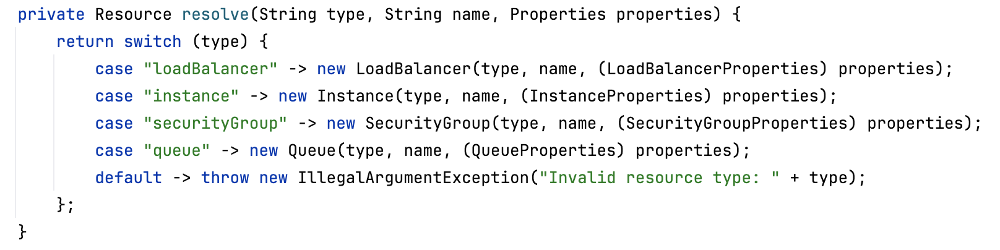 private Resource resolve(String type, String name, Properties properties) {
    return switch (type) {
        case "loadBalancer" -> new LoadBalancer(type, name, (LoadBalancerProperties) properties);
        case "instance" -> new Instance(type, name, (InstanceProperties) properties);
        case "securityGroup" -> new SecurityGroup(type, name, (SecurityGroupProperties) properties);
        case "queue" -> new Queue(type, name, (QueueProperties) properties);
        default -> throw new IllegalArgumentException("Invalid resource type: " + type);
    };
}